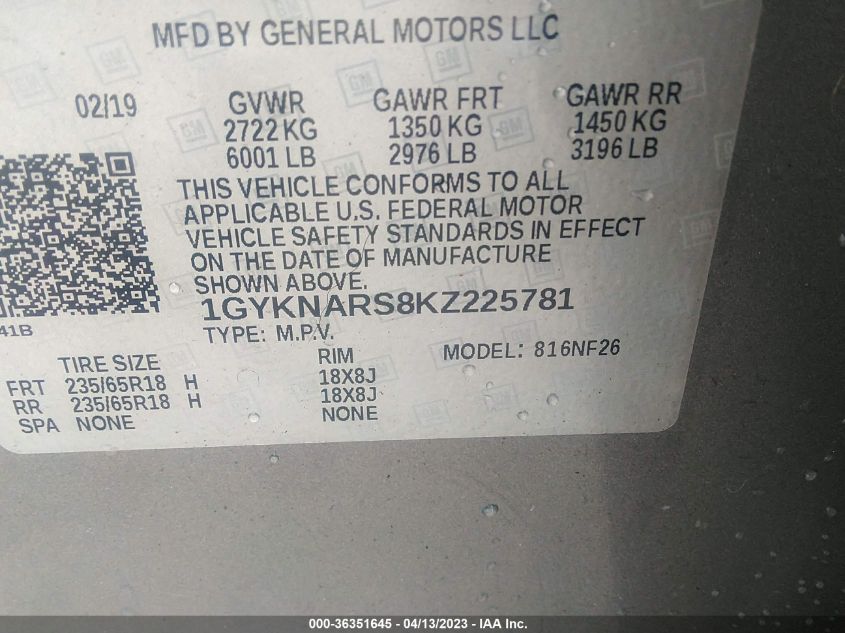 MFD BY GENERAL MOTORS LLC
02/19 GVWR GAWR FRT GAWR RR
2722 KG 1350 KG 1450 KG
6001 LB 2976 LB 3196 LB
THIS VEHICLE CONFORMS TO ALL
APPLICABLE U.S. FEDERAL MOTOR
VEHICLE SAFETY STANDARDS IN EFFECT
ON THE DATE OF MANUFACTURE
SHOWN ABOVE.
1GYKNARS8KZ225781
41B
TYPE: M.P.V.
TIRE SIZE RIM MODEL: 816NF26
FRT 235/65R18 H 18X8J
RR 235/65R18 H 18X8J
SPA NONE NONE
000-36351645 - 04/13/2023 - © IAA Inc.